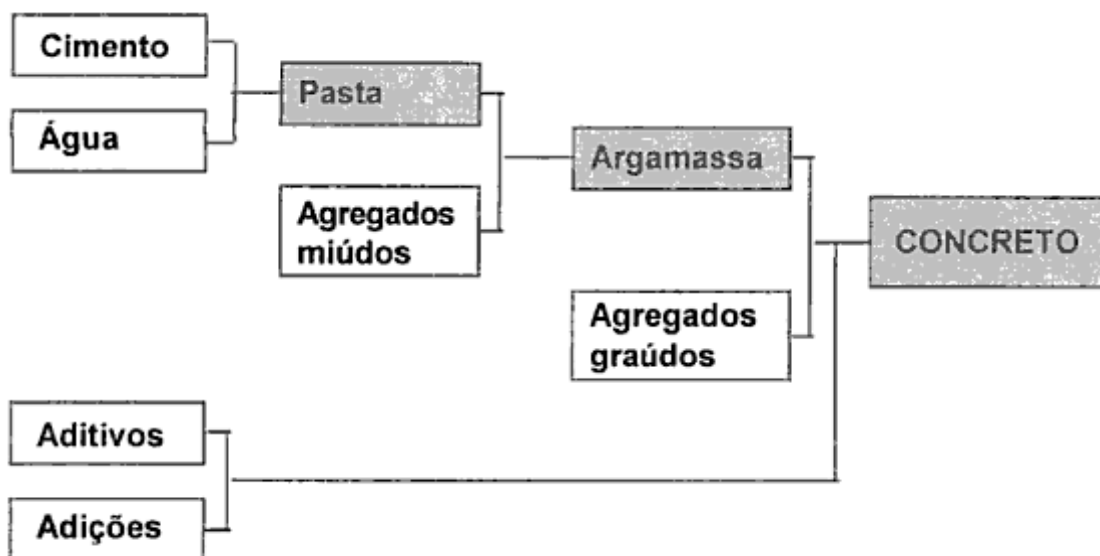 Cimento
Água
Pasta
Agregados
miúdos
Argamassa
Agregados
graúdos
CONCRETO
Aditivos
Adições